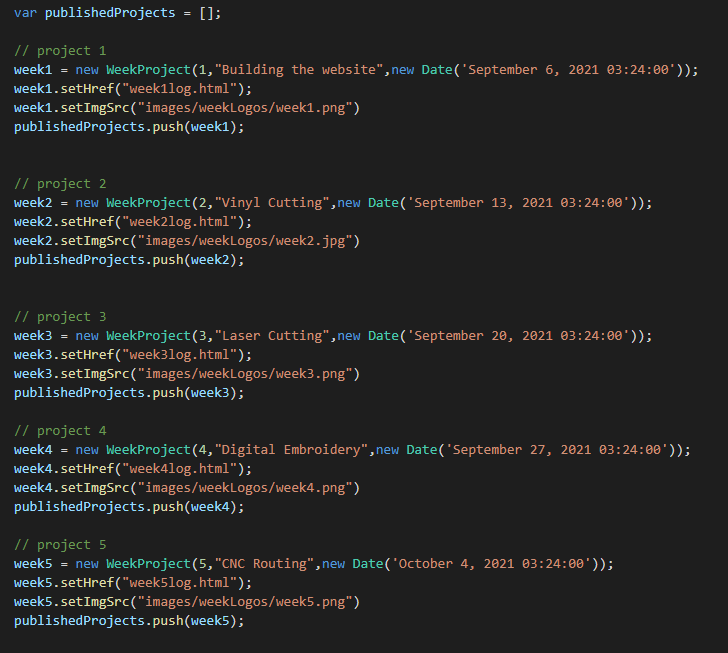 var publishedProjects = [];
// project 1
week1 = new WeekProject(1,"Building the website",new Date('September 6, 2021 03:24:00'));
week1.setHref("week1log.html");
week1.setImgSrc("images/weekLogos/week1.png")
publishedProjects.push(week1);
// project 2
week2 = new WeekProject(2,"Vinyl Cutting",new Date('September 13, 2021 03:24:00'));
week2.setHref("week2log.html");
week2.setImgSrc("images/weekLogos/week2.jpg")
publishedProjects.push(week2);
// project 3
week3 = new WeekProject(3,"Laser Cutting",new Date('September 20, 2021 03:24:00'));
week3.setHref("week3log.html");
week3.setImgSrc("images/weekLogos/week3.png")
publishedProjects.push(week3);
// project 4
week4 = new WeekProject(4,"Digital Embroidery",new Date('September 27, 2021 03:24:00'));
week4.setHref("week4log.html");
week4.setImgSrc("images/weekLogos/week4.png")
publishedProjects.push(week4);
// project 5
week5 = new WeekProject(5,"CNC Routing",new Date('October 4, 2021 03:24:00'));
week5.setHref("week5log.html");
week5.setImgSrc("images/weekLogos/week5.png")
publishedProjects.push(week5);